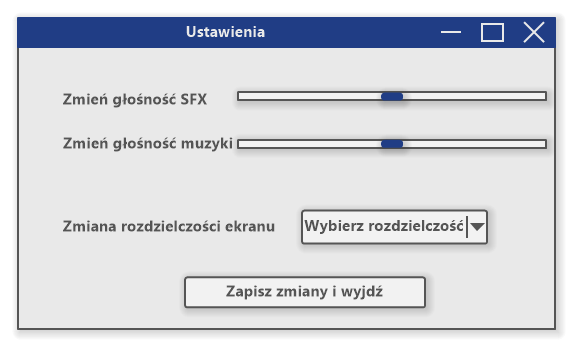 Ustawienia
Zmień głośność SFX
Zmień głośność muzyki
Zmiana rozdzielczości ekranu
Wybierz rozdzielczość
Zapisz zmiany i wyjdź